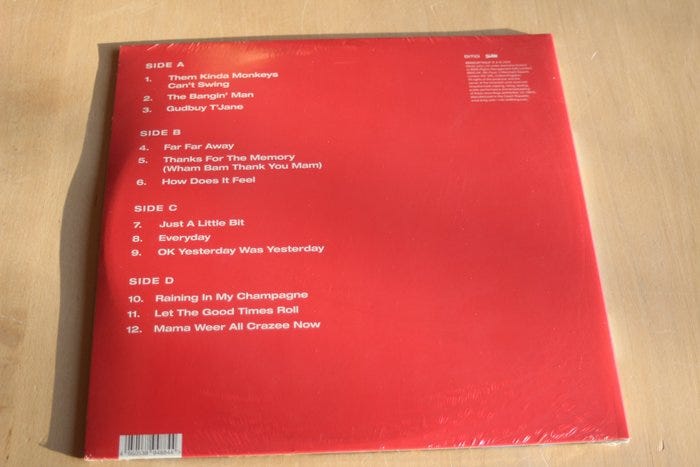 SIDE A
1. Them Kinda Monkeys
Can't Swing
2. The Bangin' Man
3. Gudbuy T'Jane
SIDE B
4. Far Far Away
5. Thanks For The Memory
(Wham Bam Thank You Mam)
6. How Does It Feel
SIDE C
7. Just A Little Bit
8. Everyday
9. OK Yesterday Was Yesterday
SIDE D
10. Raining In My Champagne
11. Let The Good Times Roll
12. Mama Weer All Crazee Now
BMG